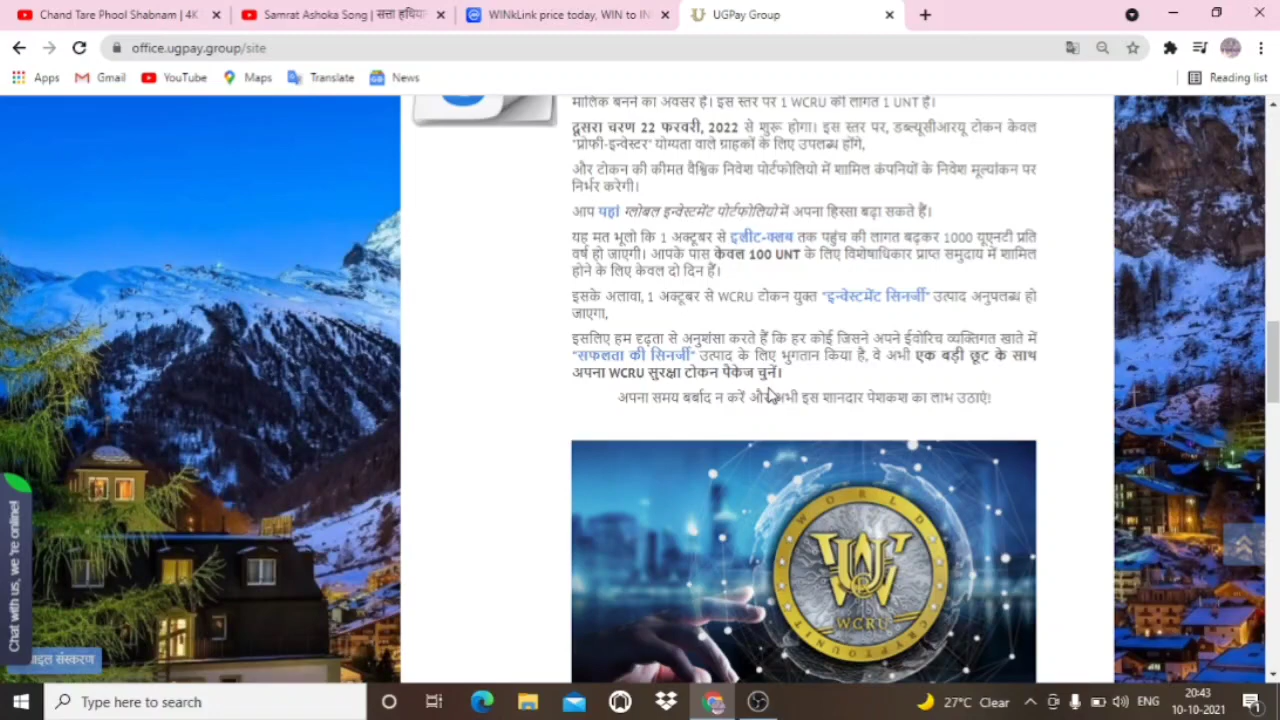 Chand Tare Phool Shabnam | 4K
Samrat Ashoka Song | सत्ता हथिया
WINkLink price today, WIN to IN
UGPay Group
office.ugpay.group/site
Apps Gmail YouTube Maps Translate News Reading list
मालिक बनने का अवसर है। इस स्तर पर 1 WCRU की लागत 1 UNT है।
दूसरा चरण 22 फरवरी, 2022 से शुरू होगा। इस स्तर पर, डब्ल्यूसीआरयू टोकन केवल
"प्रोफी-इन्वेस्टर" योग्यता वाले ग्राहकों के लिए उपलब्ध होंगे,
और टोकन की कीमत वैश्विक निवेश पोर्टफोलियो में शामिल कंपनियों के निवेश मूल्यांकन पर
निर्भर करेगी।
आप यहां ग्लोबल इन्वेस्टमेंट पोर्टफोलियो में अपना हिस्सा बढ़ा सकते हैं।
यह मत भूलो कि 1 अक्टूबर से इलीट-क्लब तक पहुंच की लागत बढ़कर 1000 यूएनटी प्रति
वर्ष हो जाएगी। आपके पास केवल 100 UNT के लिए विशेषाधिकार प्राप्त समुदाय में शामिल
होने के लिए केवल दो दिन हैं।
इसके अलावा, 1 अक्टूबर से WCRU टोकन युक्त "इन्वेस्टमेंट सिनर्जी" उत्पाद अनुपलब्ध हो
जाएगा,
इसलिए हम दृढ़ता से अनुशंसा करते हैं कि हर कोई जिसने अपने ईवोरिच व्यक्तिगत खाते में
"सफलता की सिनर्जी" उत्पाद के लिए भुगतान किया है, वे अभी एक बड़ी छूट के साथ
अपना WCRU सुरक्षा टोकन पैकेज चुनें।
अपना समय बर्बाद न करें और अभी इस शानदार पेशकश का लाभ उठाएं!
WORLD
WCRU
CRYPTOUNIT
Chat with us, we're online!
संस्करण
Type here to search
27°C Clear
ENG
20:43
10-10-2021
1